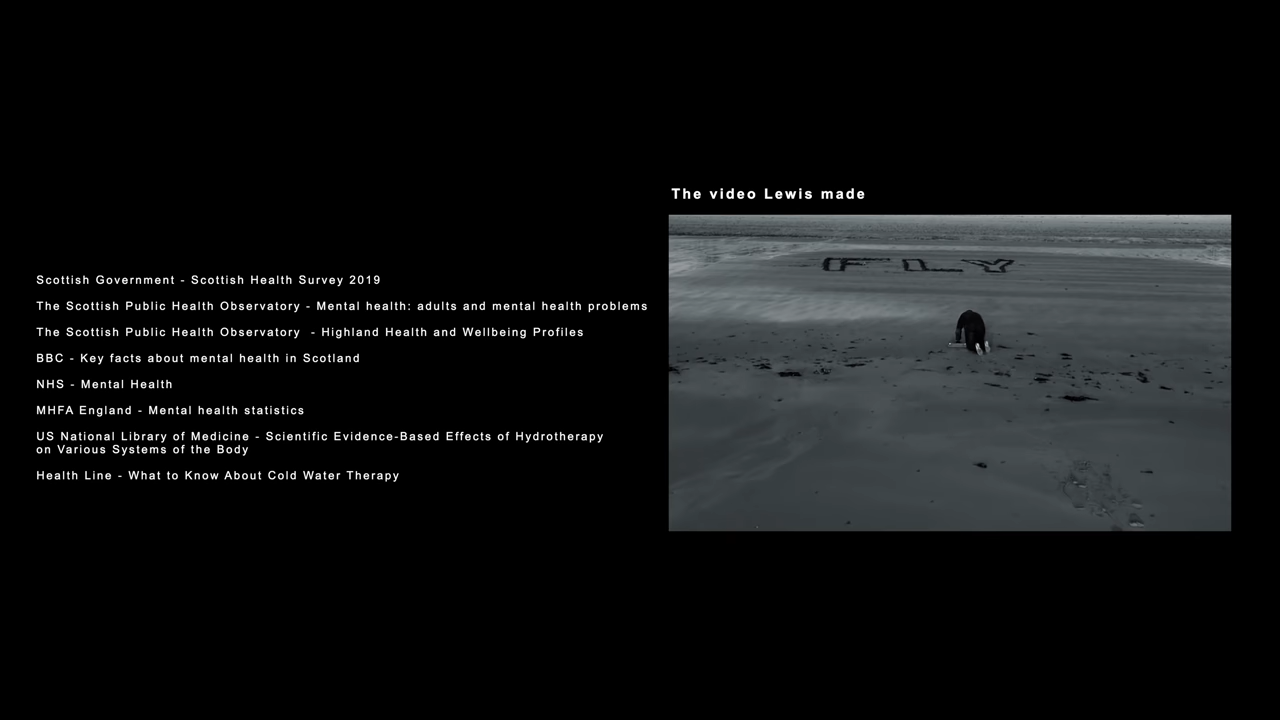 Scottish Government - Scottish Health Survey 2019
The Scottish Public Health Observatory - Mental health: adults and mental health problems
The Scottish Public Health Observatory  - Highland Health and Wellbeing Profiles
BBC - Key facts about mental health in Scotland
NHS - Mental Health
MHFA England - Mental health statistics
US National Library of Medicine - Scientific Evidence-Based Effects of Hydrotherapy
on Various Systems of the Body
Health Line - What to Know About Cold Water Therapy
The video Lewis made
FLY